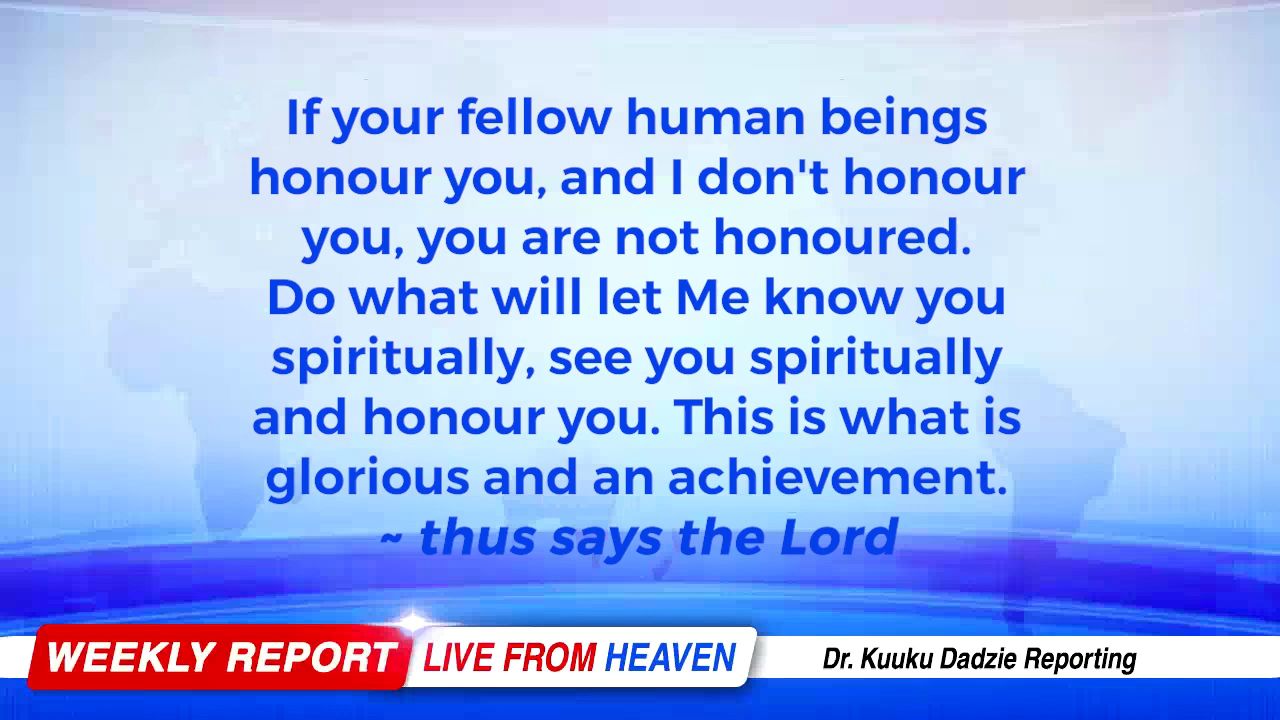 If your fellow human beings
honour you, and I don't honour
you, you are not honoured.
Do what will let Me know you
spiritually, see you spiritually
and honour you. This is what is
glorious and an achievement.
~ thus says the Lord
WEEKLY REPORT LIVE FROM HEAVEN Dr. Kuuku Dadzie Reporting